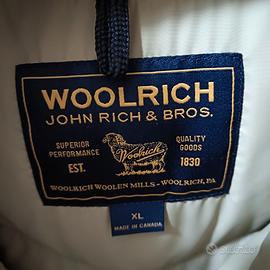 WOOLRICH
JOHN RICH & BROS.
SUPERIOR PERFORMANCE
QUALITY GOODS
Woolrich
EST.
1830
WOOLRICH WOOLEN MILLS - WOOLRICH, PA
XL
MADE IN CANADA
subito